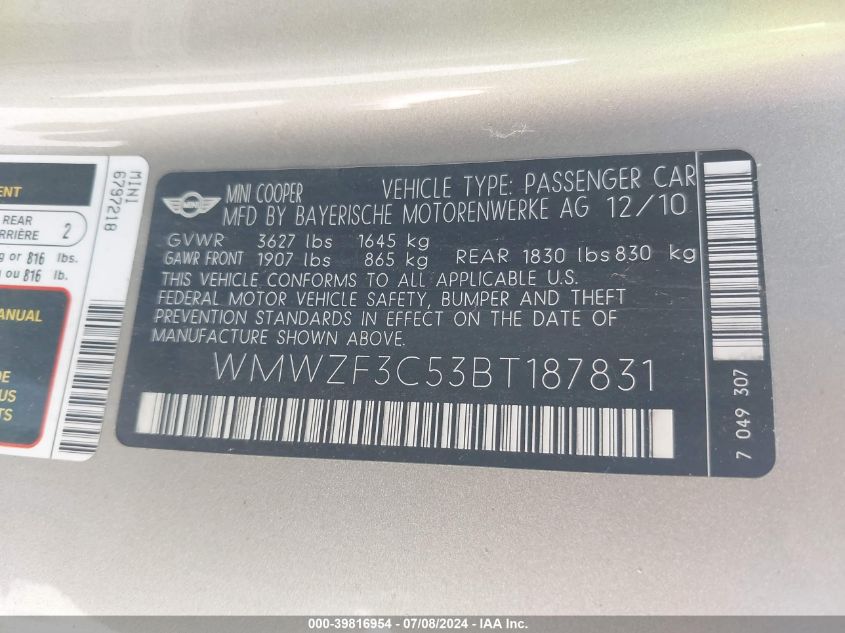 ENT
REAR
RRIÈRE
2
g or 816 lbs.
n ou 816 lb.
ANUAL
DE
US
TS
MINI
6797218
MINI
MINI COOPER VEHICLE TYPE: PASSENGER CAR
MFD BY BAYERISCHE MOTORENWERKE AG 12/10
GVWR 3627 lbs 1645 kg
GAWR FRONT 1907 lbs 865 kg REAR 1830 lbs 830 kg
THIS VEHICLE CONFORMS TO ALL APPLICABLE U.S.
FEDERAL MOTOR VEHICLE SAFETY, BUMPER AND THEFT
PREVENTION STANDARDS IN EFFECT ON THE DATE OF
MANUFACTURE SHOWN ABOVE.
WMWZF3C53BT187831
7 049 307
000-39816954 - 07/08/2024 - IAA Inc.